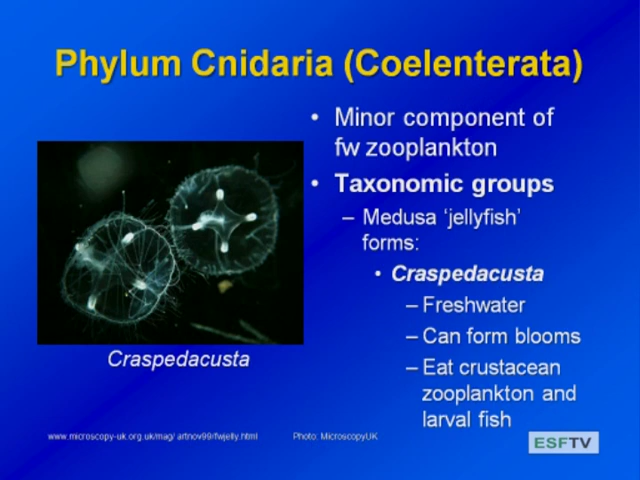 Phylum Cnidaria (Coelenterata)
• Minor component of
fw zooplankton
• Taxonomic groups
– Medusa ‘jellyfish’
forms:
• Craspedacusta
– Freshwater
– Can form blooms
– Eat crustacean
zooplankton and
larval fish
Craspedacusta
www.microscopy-uk.org.uk/mag/ artnov99/fwjelly.html
Photo: MicroscopyUK
ESFTV